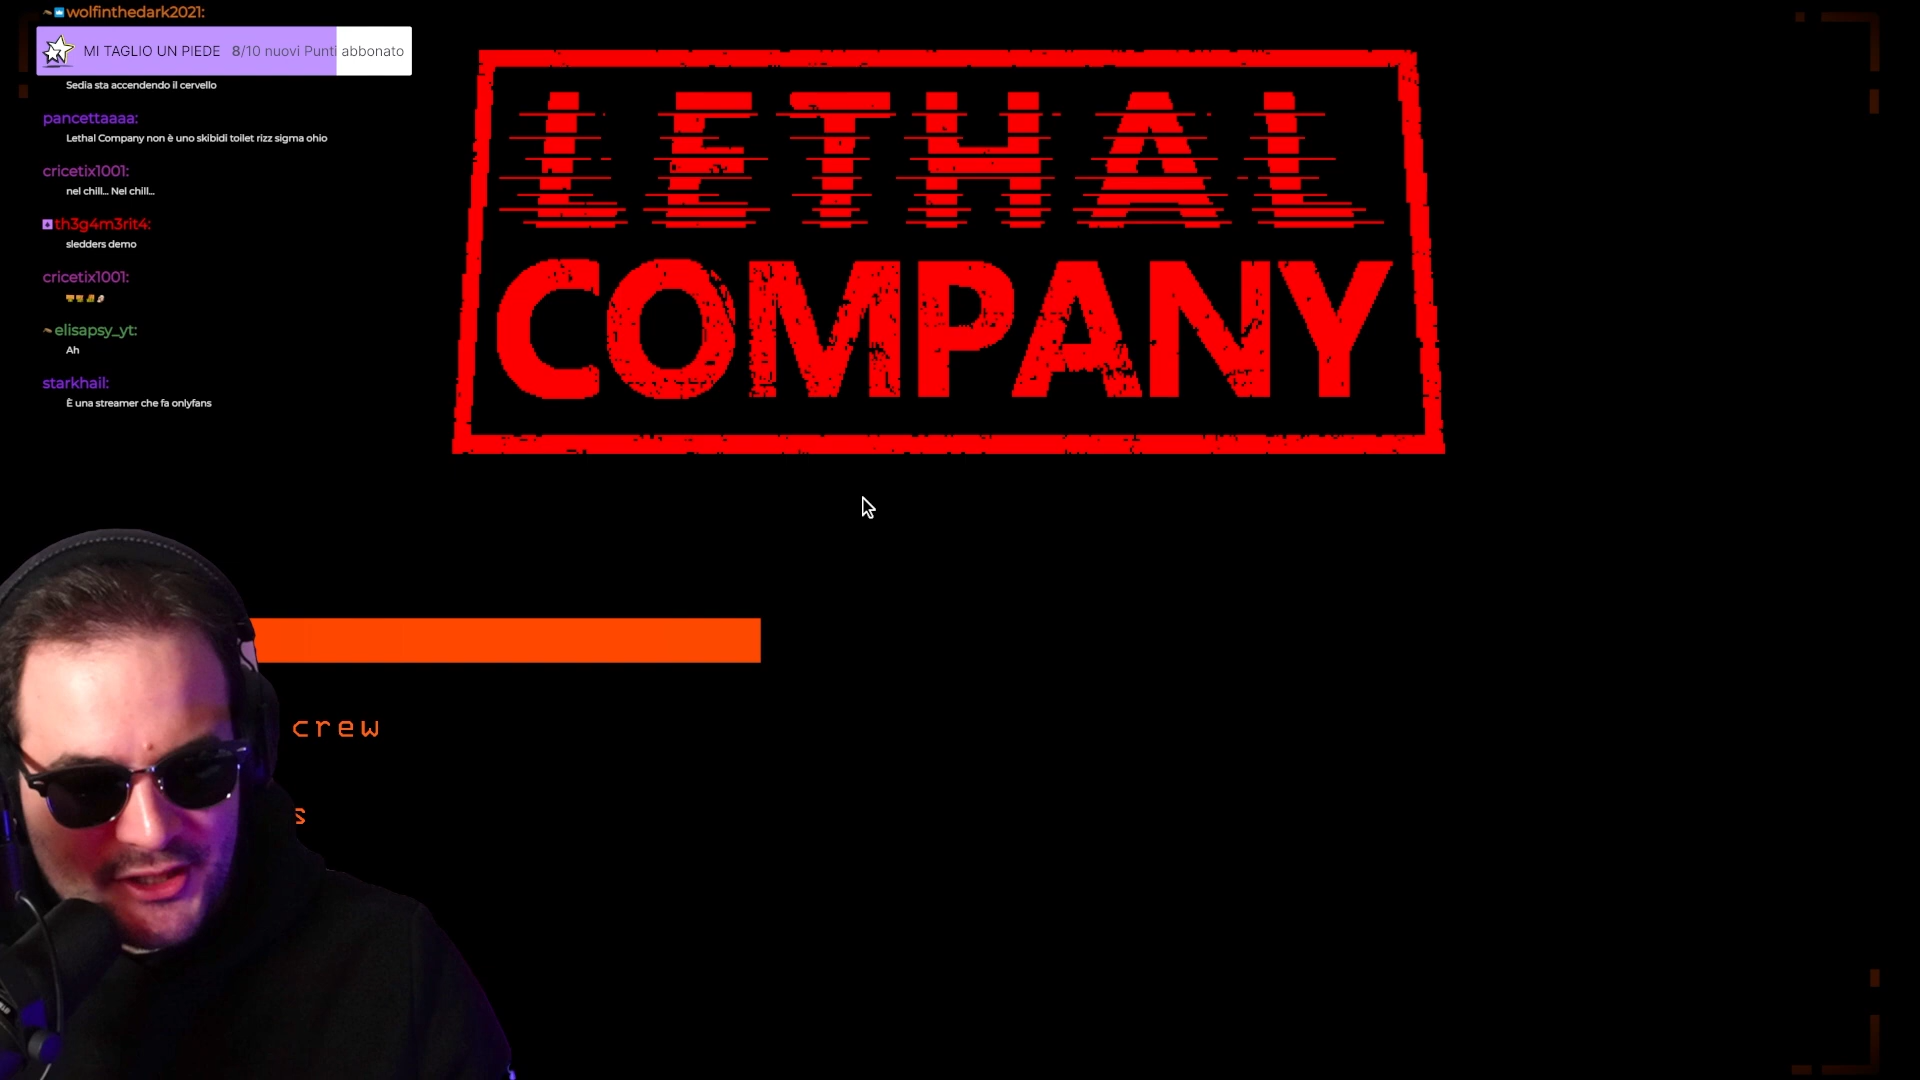 wolfinthedark2021:
MI TAGLIO UN PIEDE 8/10 nuovi Punti abbonato
Sedia sta accendendo il cervello
pancettaaaa:
Lethal Company non è uno skibidi toilet rizz sigma ohio
cricetix1001:
nel chill... Nel chill...
th3g4m3rit4:
sledders demo
cricetix1001:
elisapsy_yt:
Ah
starkhail:
È una streamer che fa onlyfans
LETHAL
COMPANY
crew
s